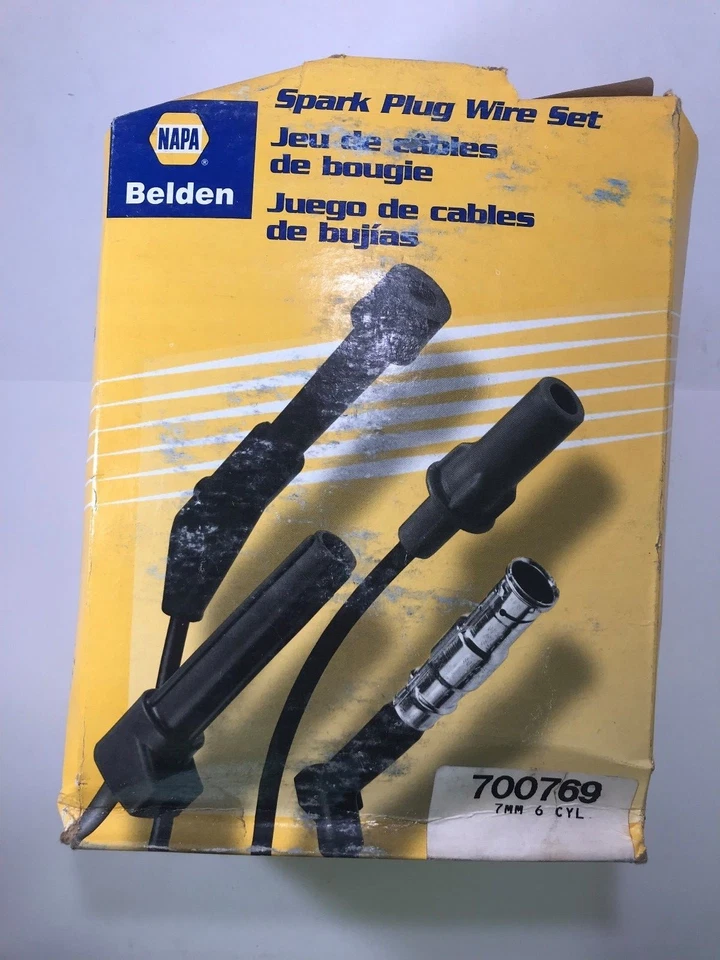 NAPA
®
Belden
Spark Plug Wire Set
Jeu de câbles
de bougie
Juego de cables
de bujías
700769
7MM 6 CYL